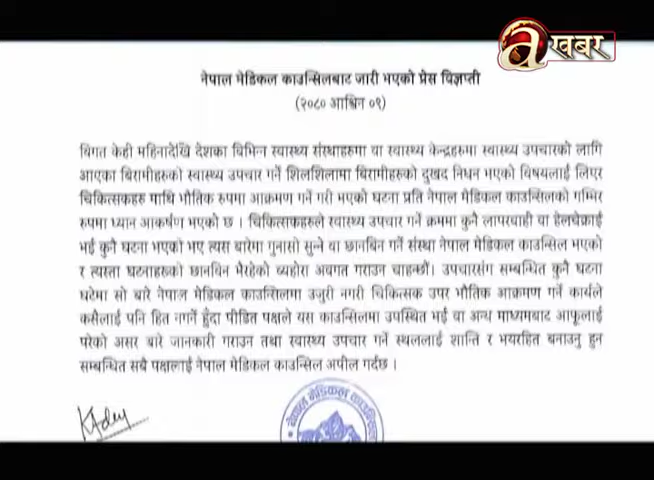 a खबर
नेपाल मेडिकल काउन्सिलबाट जारी भएको प्रेस विज्ञप्ती
(२०८० आश्विन ०९)
बिगत केही महिनादेखि देशका बिभिन्न स्वास्थ्य संस्थाहरुमा वा स्वास्थ्य केन्द्रहरुमा स्वास्थ्य उपचारको लागि
आएका बिरामीहरुको स्वास्थ्य उपचार गर्ने शिलशिलामा बिरामीहरुको दुखद निधन भएको विषयलाई लिएर
चिकित्सकहरु माथि भौतिक रुपमा आक्रमण गर्ने गरी भएको घटना प्रति नेपाल मेडिकल काउन्सिलको गम्भिर
रुपमा ध्यान आकर्षण भएको छ । चिकित्सकहरुले स्वास्थ्य उपचार गर्ने क्रममा कुनै लापरवाही वा हेलचेक्राई
भई कुनै घटना भएको भए त्यस बारेमा गुनासो सुन्ने वा छानबिन गर्ने संस्था नेपाल मेडिकल काउन्सिल भएको
र त्यस्ता घटनाहरुको छानबिन भैरहेको व्यहोरा अवगत गराउन चाहन्छौं। उपचारसंग सम्बन्धित कुनै घटना
घटेमा सो बारे नेपाल मेडिकल काउन्सिलमा उजुरी नगरी चिकित्सक उपर भौतिक आक्रमण गर्ने कार्यले
कसैलाई पनि हित नगर्ने हुँदा पीडित पक्षले यस काउन्सिलमा उपस्थित भई वा अन्य माध्यमबाट आफूलाई
परेको असर बारे जानकारी गराउन तथा स्वास्थ्य उपचार गर्ने स्थललाई शान्ति र भयरहित बनाउनु हुन
सम्बन्धित सबै पक्षलाई नेपाल मेडिकल काउन्सिल अपील गर्दछ ।
नेपाल मेडिकल काउन्सिल